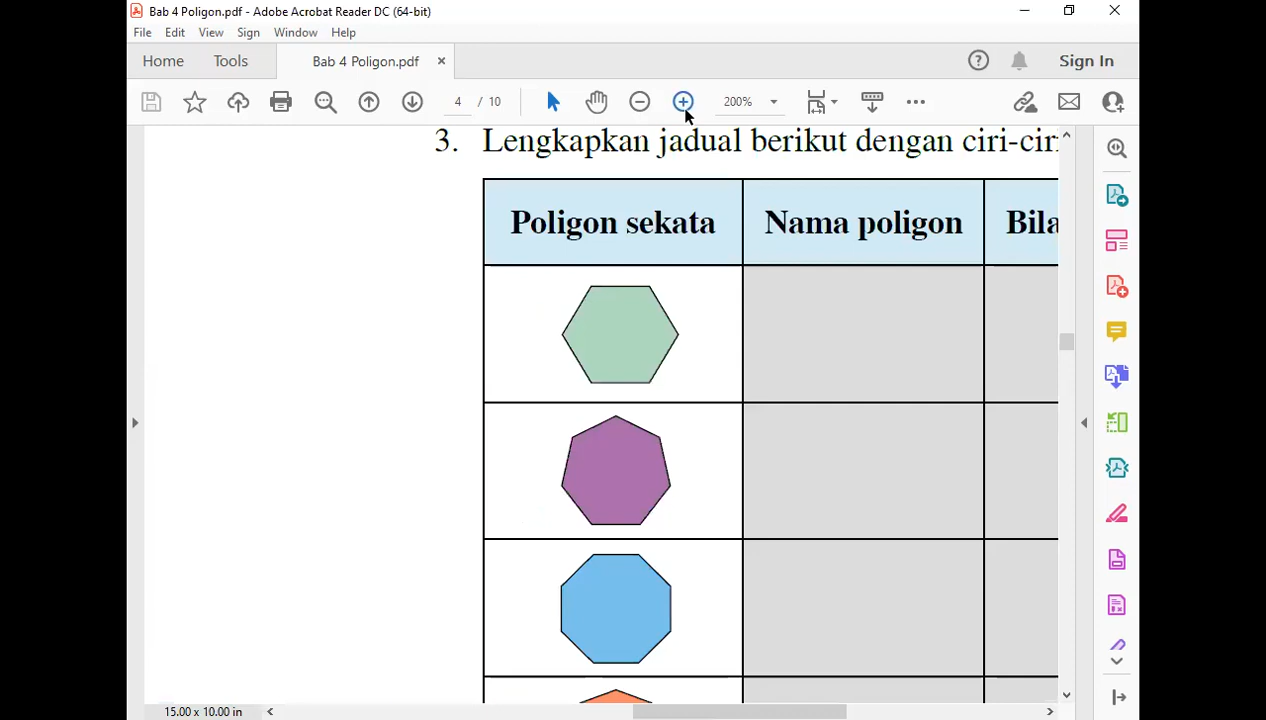 Bab 4 Poligon.pdf - Adobe Acrobat Reader DC (64-bit)
File Edit View Sign Window Help
Home Tools Bab 4 Poligon.pdf Sign In
4 / 10 200%
3. Lengkapkan jadual berikut dengan ciri-ciri
Poligon sekata Nama poligon Bila
15.00 x 10.00 in